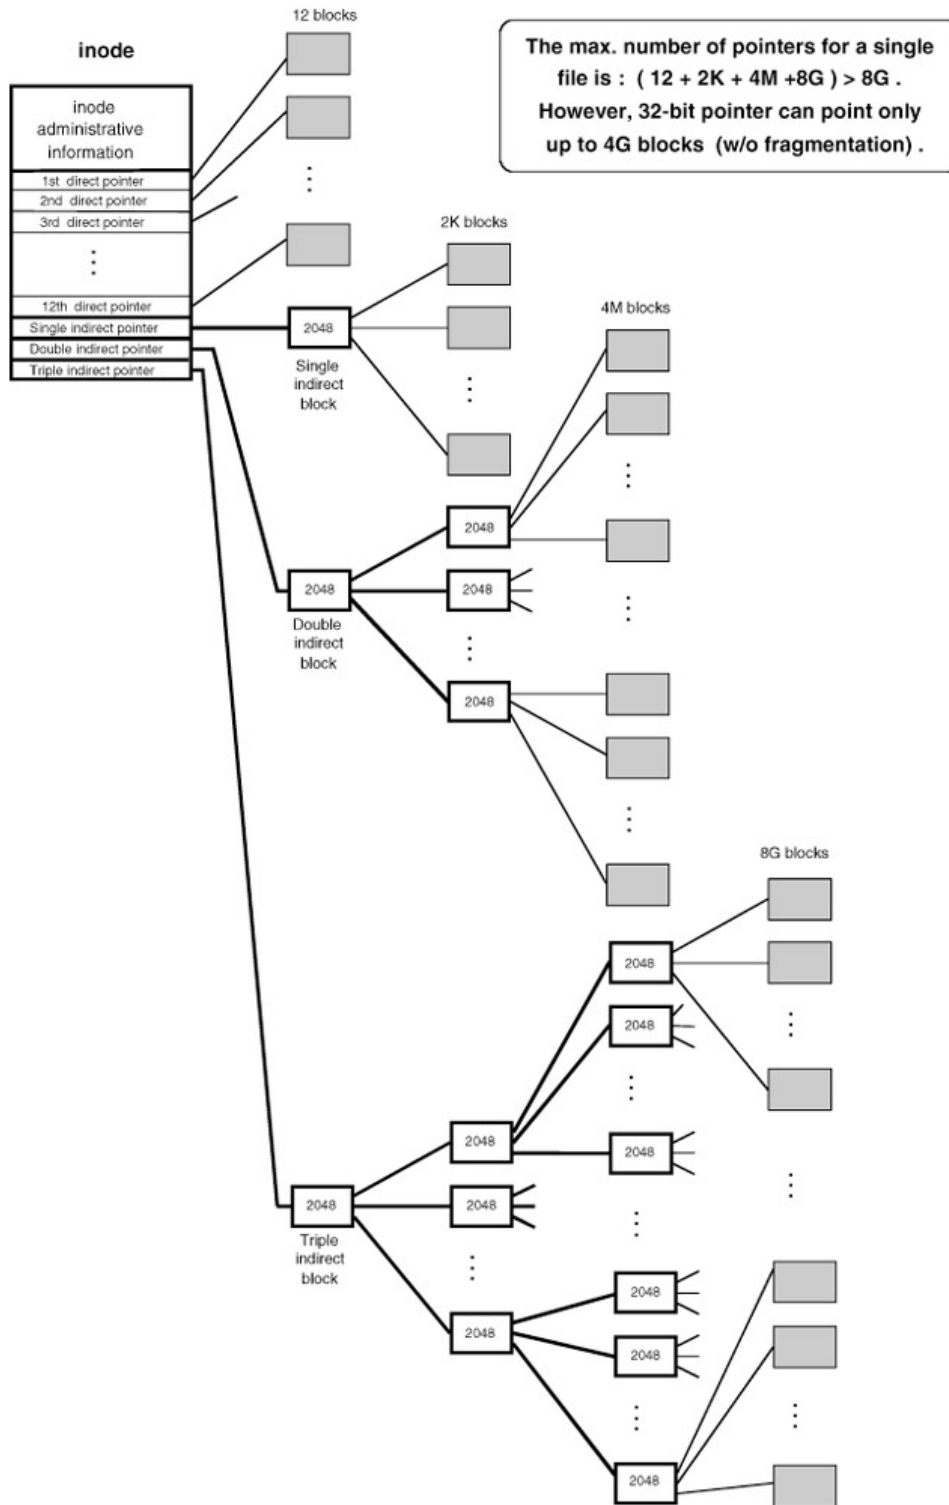 12 blocks
inode
The max. number of pointers for a single
file is : ( 12 + 2K + 4M +8G ) > 8G .
However, 32-bit pointer can point only
up to 4G blocks (w/o fragmentation) .
inode
administrative
information
1st direct pointer
2nd direct pointer
3rd direct pointer
12th direct pointer
Single indirect pointer
Double indirect pointer
Triple indirect pointer
2K blocks
2048
Single
indirect
block
4M blocks
2048
2048
Double
indirect
block
2048
2048
8G blocks
2048
2048
2048
2048
2048
Triple
indirect
block
2048
2048
2048
2048
2048